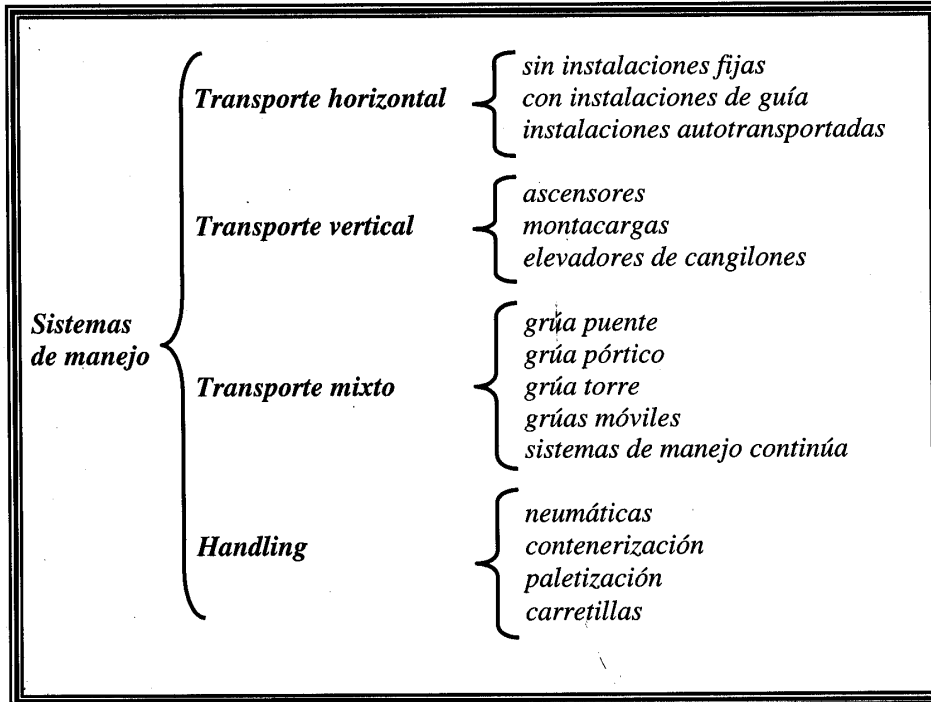 Sistemas
de manejo
Transporte horizontal
sin instalaciones fijas
con instalaciones de guía
instalaciones autotransportadas
Transporte vertical
ascensores
montacargas
elevadores de cangilones
Transporte mixto
grúa puente
grúa pórtico
grúa torre
grúas móviles
sistemas de manejo continúa
Handling
neumáticas
contenerización
paletización
carretillas